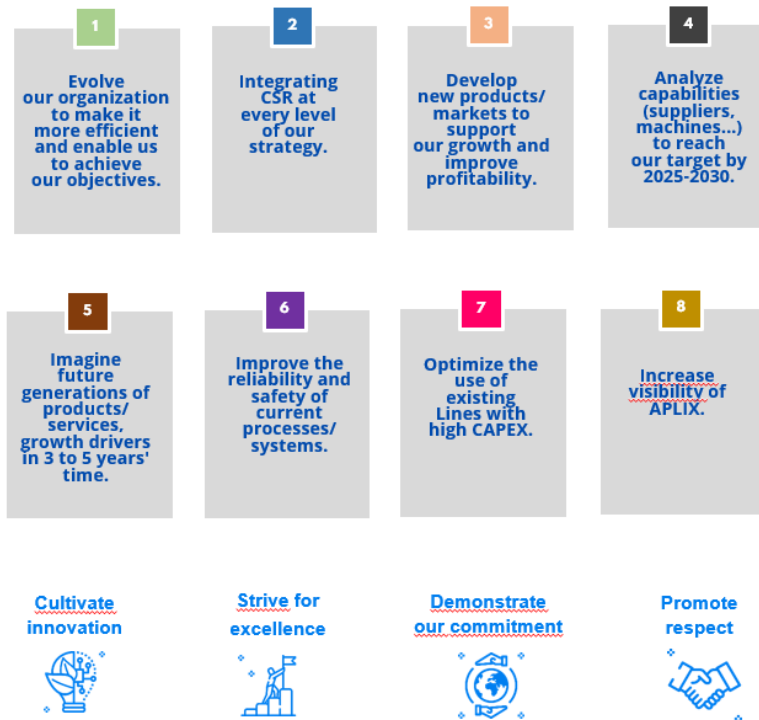 1
Evolve
our organization
to make it
more efficient
and enable us
to achieve
our objectives.
2
Integrating
CSR at
every level
of our
strategy.
3
Develop
new products/
markets to
support
our growth and
improve
profitability.
4
Analyze
capabilities
(suppliers,
machines...)
to reach
our target by
2025-2030.
5
Imagine
future
generations of
products/
services,
growth drivers
in 3 to 5 years'
time.
6
Improve the
reliability and
safety of
current
processes/
systems.
7
Optimize the
use of
existing
Lines with
high CAPEX.
8
Increase
visibility of
APLIX.
Cultivate
innovation
Strive for
excellence
Demonstrate
our commitment
Promote
respect